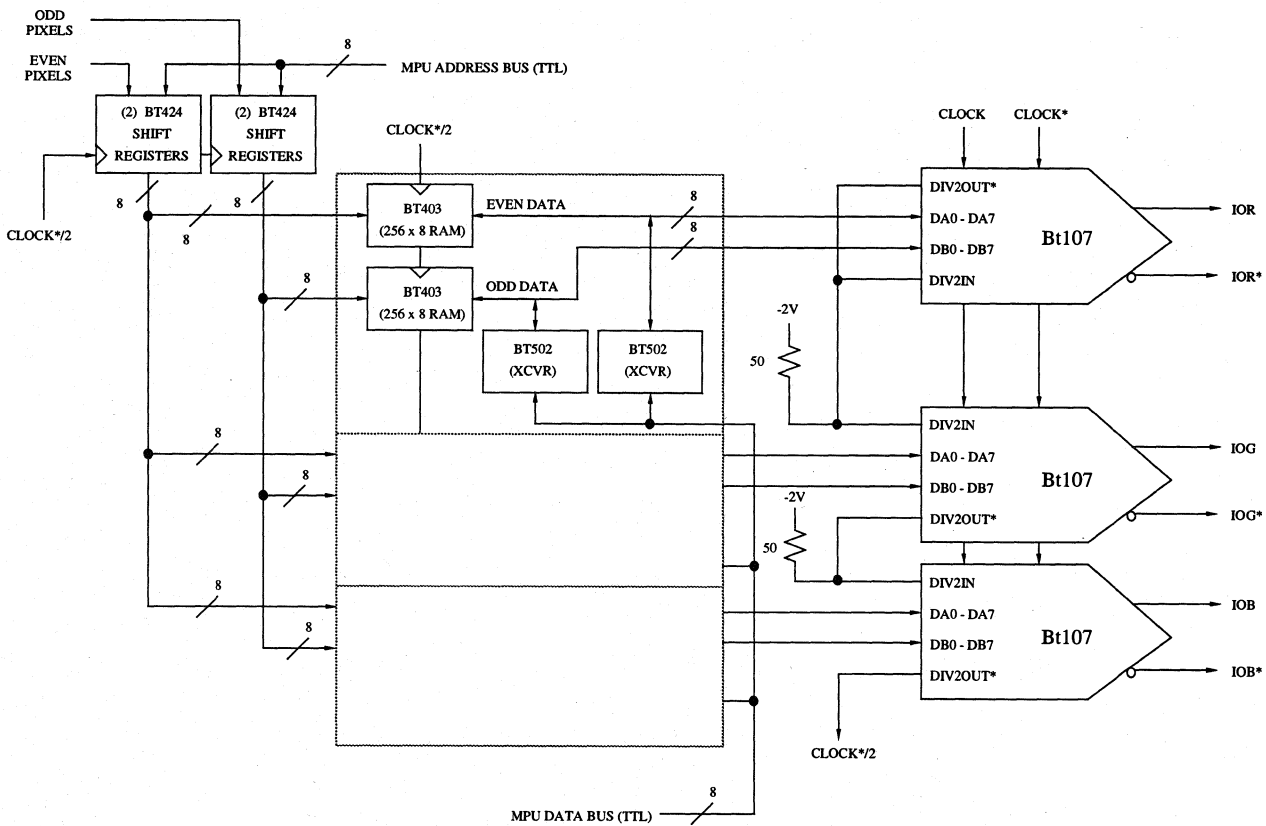 ODD
PIXELS
EVEN
PIXELS
8
MPU ADDRESS BUS (TTL)
(2) BT424
SHIFT
REGISTERS
(2) BT424
SHIFT
REGISTERS
CLOCK*/2
8
8
8
CLOCK*/2
BT403
(256 x 8 RAM)
EVEN DATA
8
8
BT403
(256 x 8 RAM)
ODD DATA
8
BT502
(XCVR)
BT502
(XCVR)
CLOCK
CLOCK*
DIV2OUT*
DA0 - DA7
DB0 - DB7
DIV2IN
Bt107
IOR
IOR*
-2V
50
8
8
DIV2IN
DA0 - DA7
DB0 - DB7
DIV2OUT*
Bt107
IOG
IOG*
-2V
50
8
8
DIV2IN
DA0 - DA7
DB0 - DB7
DIV2OUT*
Bt107
IOB
IOB*
CLOCK*/2
MPU DATA BUS (TTL)
8